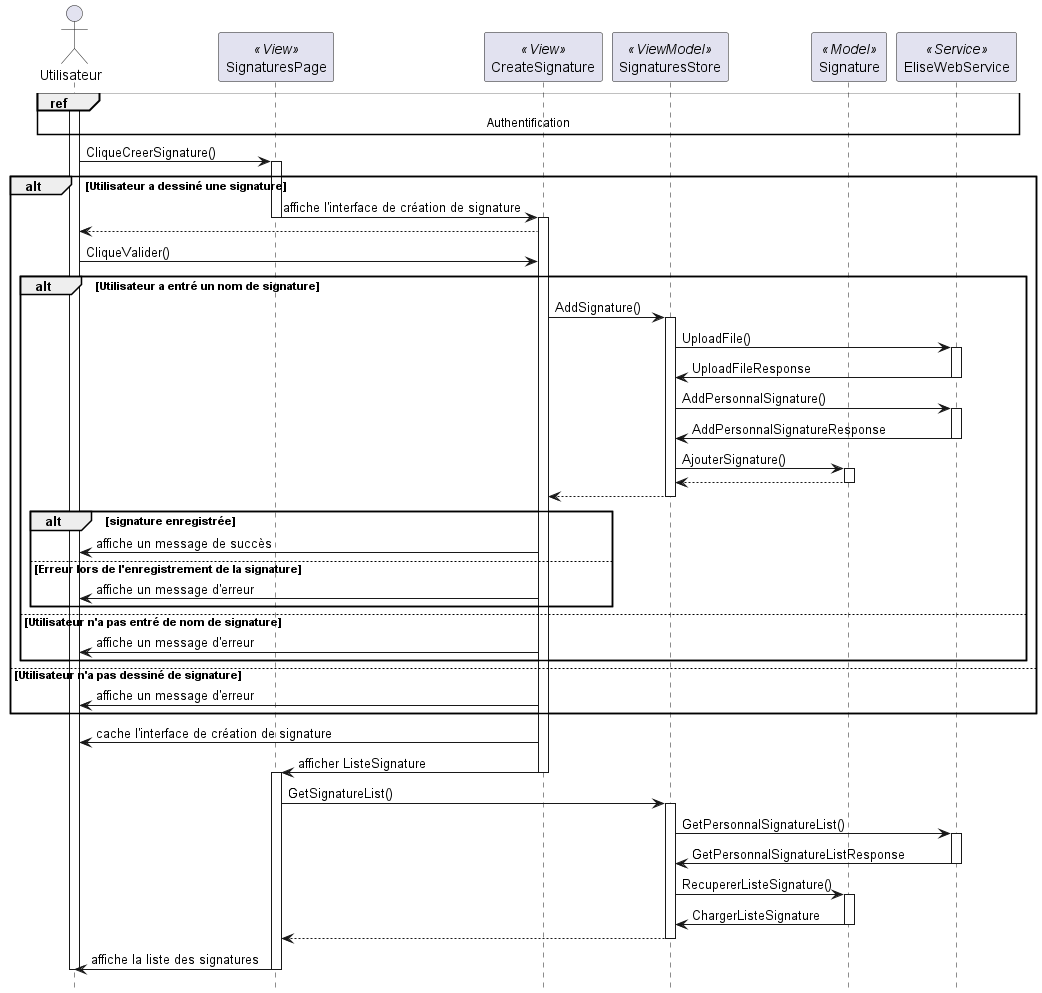 «View»
«View»
«ViewModel»
«Model»
«Service»
Utilisateur
SignaturesPage
CreateSignature
SignaturesStore
Signature
EliseWebService
ref
Authentification
CliqueCreerSignature()
alt
[Utilisateur a dessiné une signature]
affiche l'interface de création de signature
CliqueValider()
alt
[Utilisateur a entré un nom de signature]
AddSignature()
UploadFile()
UploadFileResponse
AddPersonnalSignature()
AddPersonnalSignatureResponse
AjouterSignature()
alt
[signature enregistrée]
affiche un message de succès
[Erreur lors de l'enregistrement de la signature]
affiche un message d'erreur
[Utilisateur n'a pas entré de nom de signature]
affiche un message d'erreur
[Utilisateur n'a pas dessiné de signature]
affiche un message d'erreur
cache l'interface de création de signature
afficher ListeSignature
GetSignatureList()
GetPersonnalSignatureList()
GetPersonnalSignatureListResponse
RecupererListeSignature()
ChargerListeSignature
affiche la liste des signatures